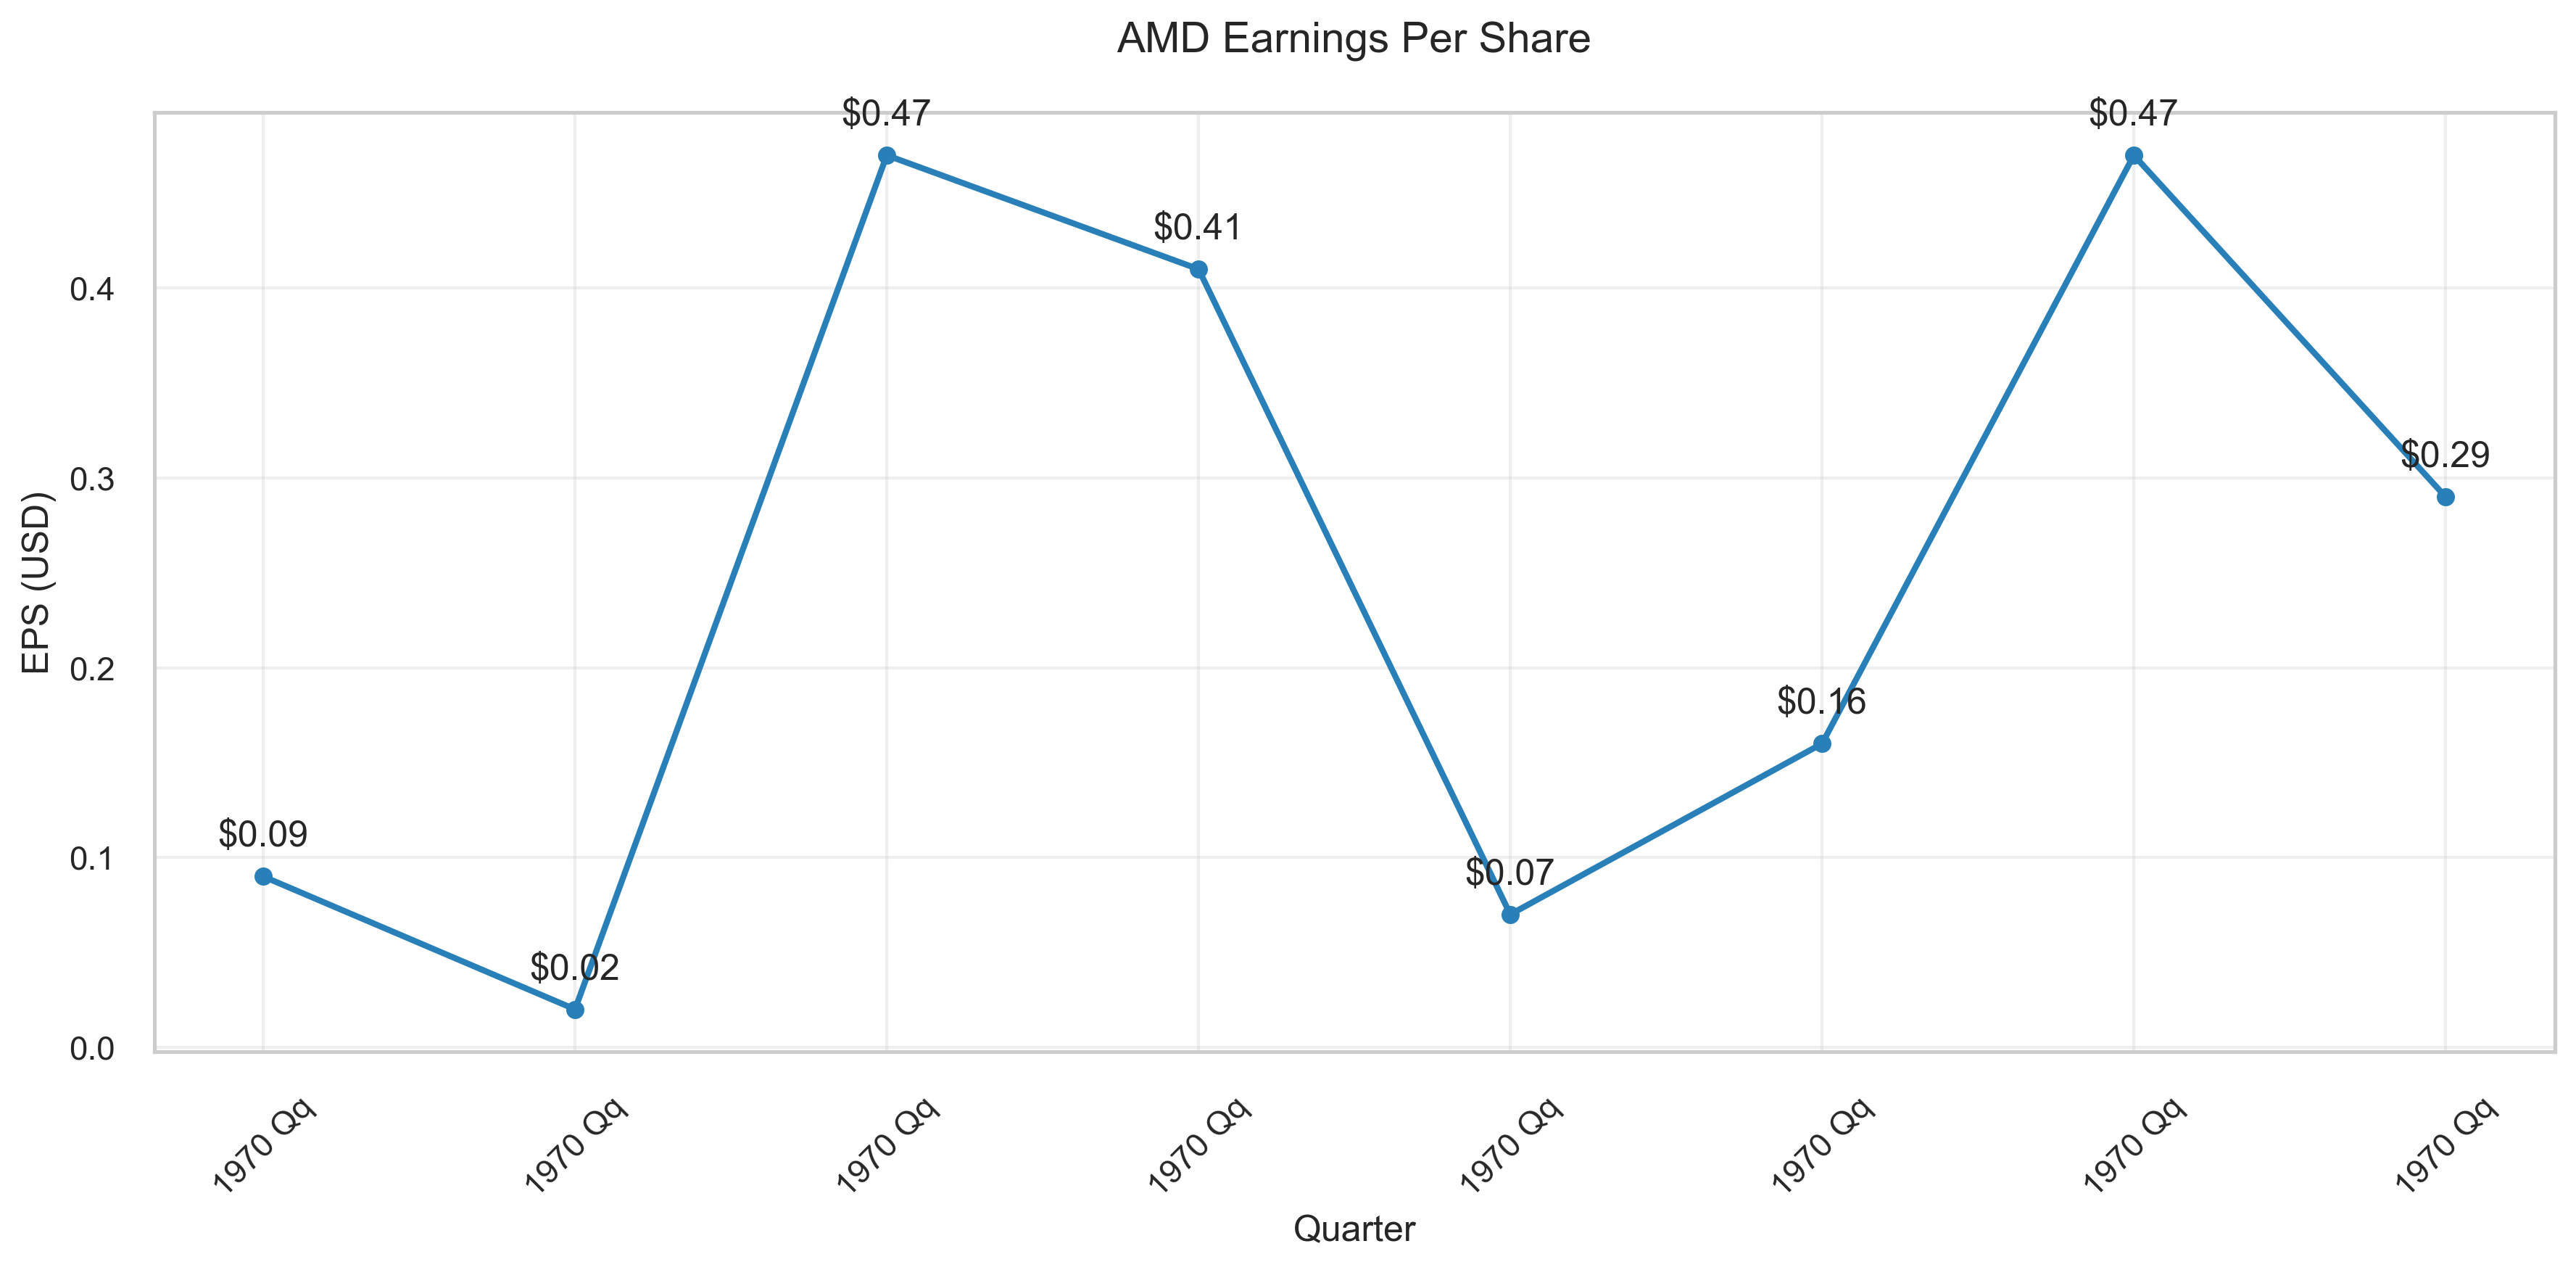 AMD Earnings Per Share
$0.47
$0.47
$0.41
0.4
$0.29
0.3
EPS (USD)
0.2
$0.16
$0.09
$0.07
0.1
$0.02
0.0
1970 Qq
1970 Qq
1970 Qq
1970 Qq
1970 Qq
1970 Qq
1970 Qq
1970 Qq
Quarter